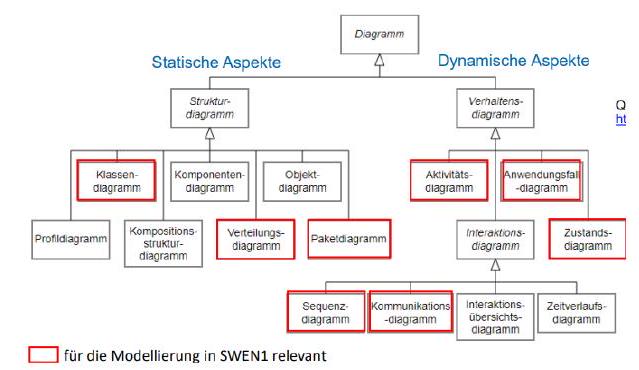 Diagramm
Statische Aspekte
Dynamische Aspekte
Struktur-
diagramm
Verhaltens-
diagramm
Q
ht
Klassen-
diagramm
Komponenten-
diagramm
Objekt-
diagramm
Aktivitäts-
diagramm
Anwendungsfall
-diagramm
Profildiagramm
Kompositions-
struktur-
diagramm
Verteilungs-
diagramm
Paketdiagramm
Interaktions-
diagramm
Zustands-
diagramm
Sequenz-
diagramm
Kommunikations
-diagramm
Interaktions-
übersichts-
diagramm
Zeitverlaufs-
diagramm
für die Modellierung in SWEN1 relevant